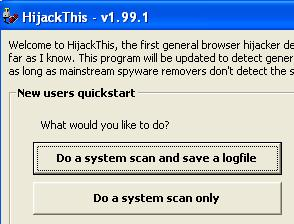 HijackThis - v1.99.1
Welcome to HijackThis, the first general browser hijacker de
far as I know. This program will be updated to detect gener
as long as mainstream spyware removers don't detect the s
New users quickstart
What would you like to do?
Do a system scan and save a logfile
Do a system scan only